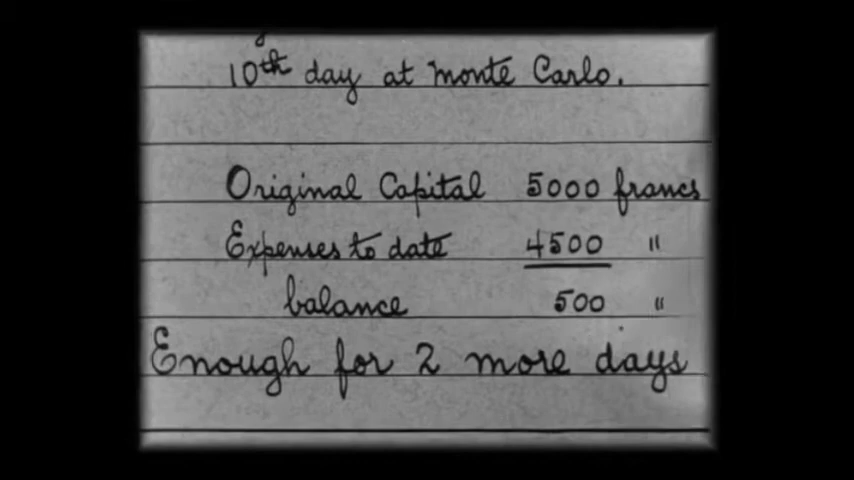 10th day at Monte Carlo.
Original Capital 5000 francs
Expenses to date 4500 "
balance 500 "
Enough for 2 more days